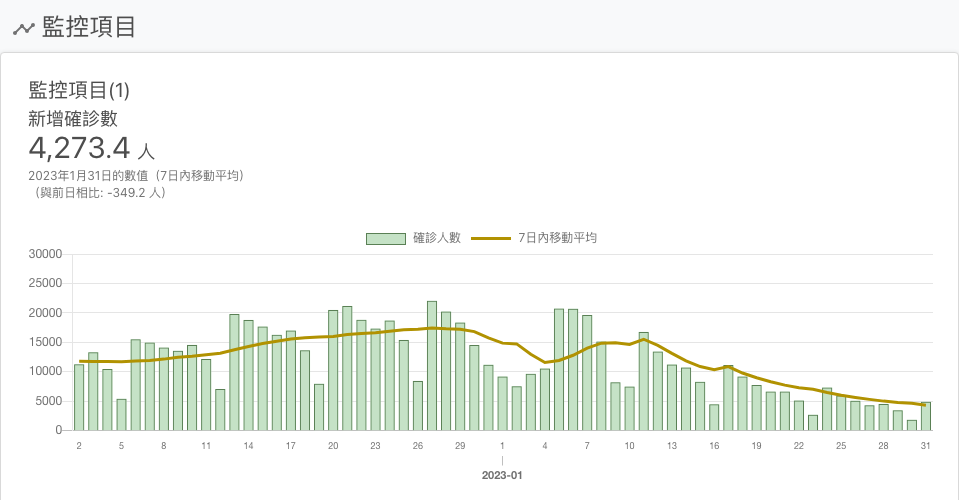 監控項目
監控項目(1)
新增確診數
4,273.4 人
2023年1月31日的數值（7日內移動平均）
（與前日相比: -349.2 人）
確診人數 7日內移動平均
30000
25000
20000
15000
10000
5000
0
2 5 8 11 14 17 20 23 26 29 1 4 7 10 13 16 19 22 25 28 31
2023-01